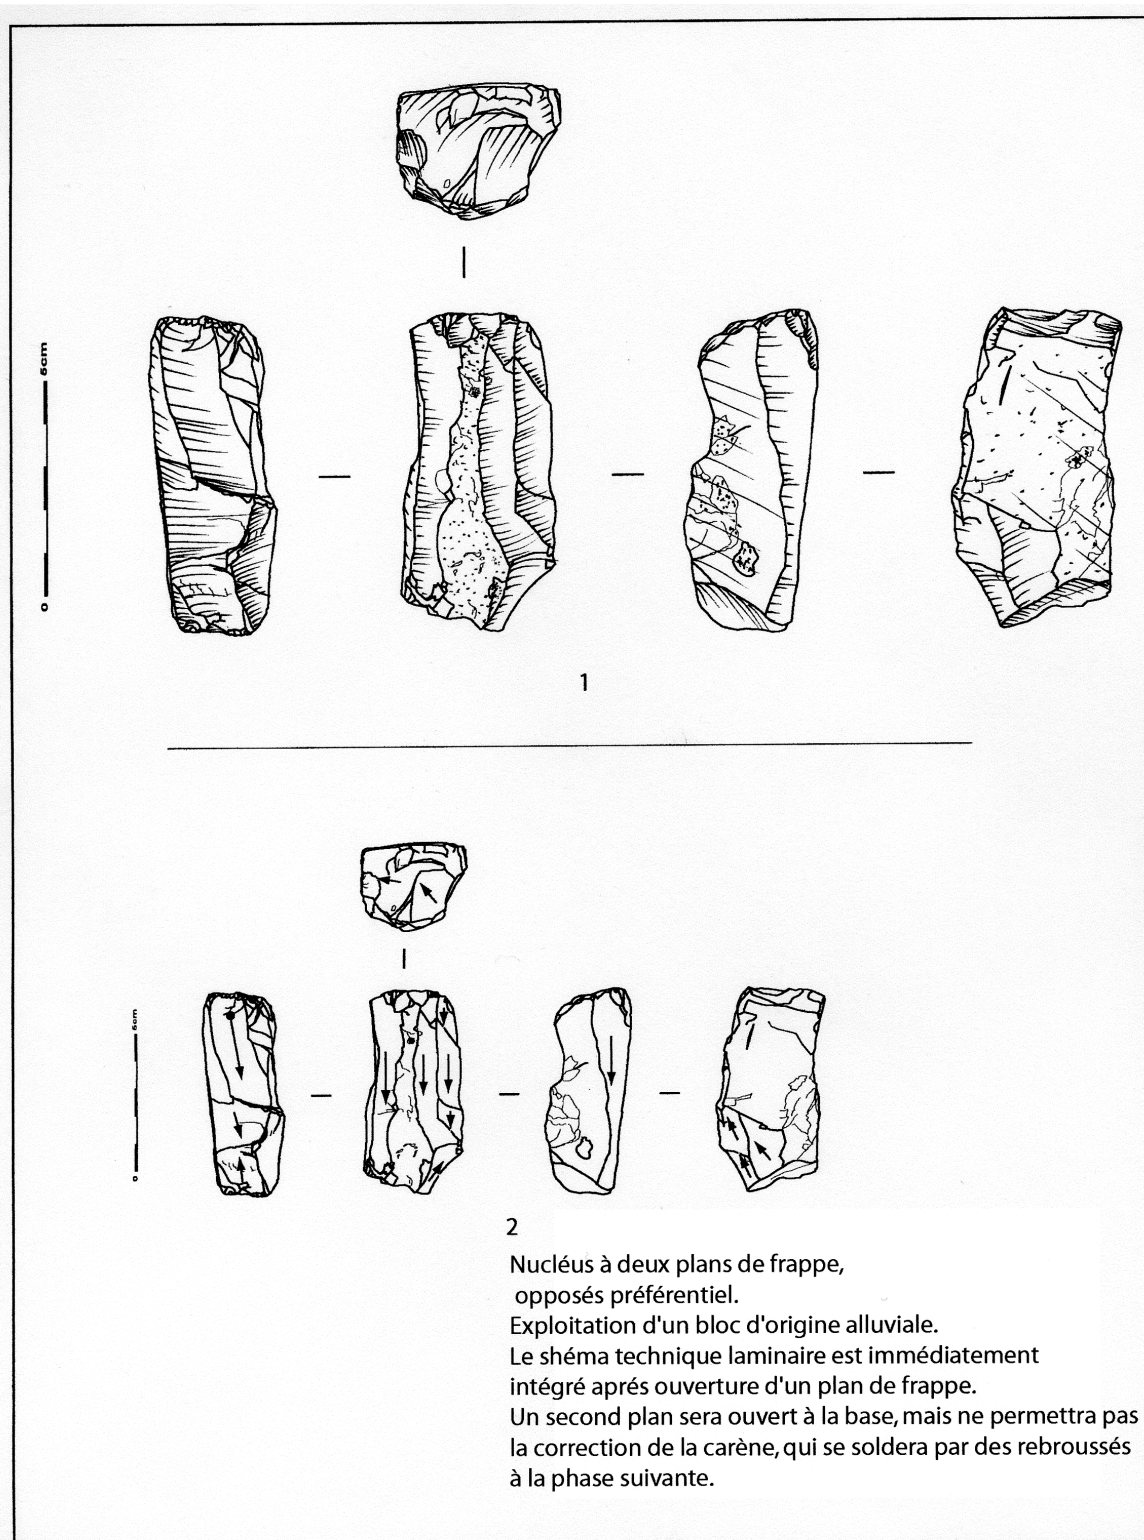 5cm
0
1
5cm
0
2
Nucléus à deux plans de frappe,
opposés préférentiel.
Exploitation d'un bloc d'origine alluviale.
Le shéma technique laminaire est immédiatement
intégré aprés ouverture d'un plan de frappe.
Un second plan sera ouvert à la base, mais ne permettra pas
la correction de la carène, qui se soldera par des rebroussés
à la phase suivante.